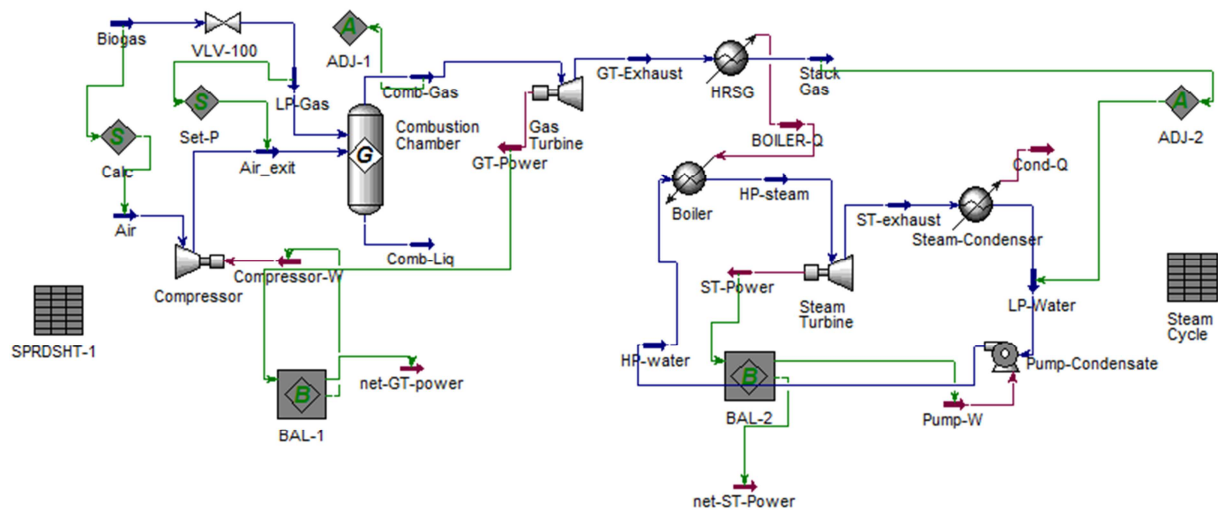 Biogas
VLV-100
A
ADJ-1
Comb-Gas
GT-Exhaust
HRSG
Stack
Gas
S
Set-P
LP-Gas
Combustion
Chamber
Gas
Turbine
A
ADJ-2
S
Calc
Air_exit
G
GT-Power
BOILER-Q
Cond-Q
Air
Boiler
HP-steam
ST-exhaust
Steam-Condenser
Comb-Liq
Compressor-W
Compressor
ST-Power
Steam
Turbine
LP-Water
Steam
Cycle
SPRDSHT-1
HP-water
Pump-Condensate
net-GT-power
B
BAL-1
B
BAL-2
Pump-W
net-ST-Power